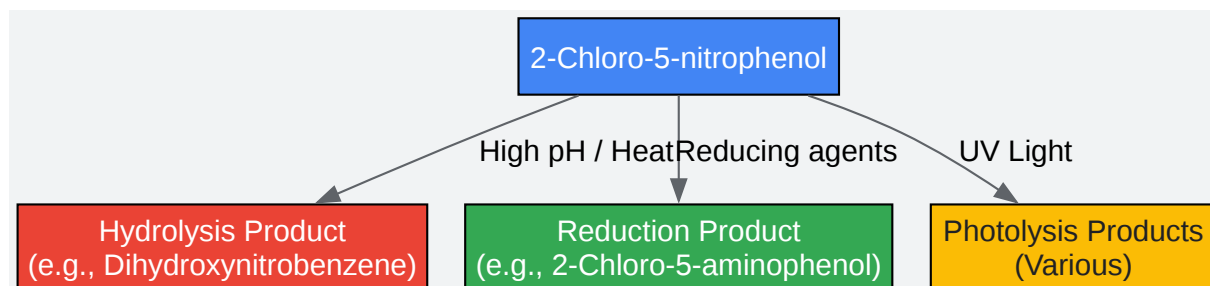 2-Chloro-5-nitrophenol
High pH / Heat
Reducing agents
UV Light
Hydrolysis Product
(e.g., Dihydroxynitrobenzene)
Reduction Product
(e.g., 2-Chloro-5-aminophenol)
Photolysis Products
(Various)